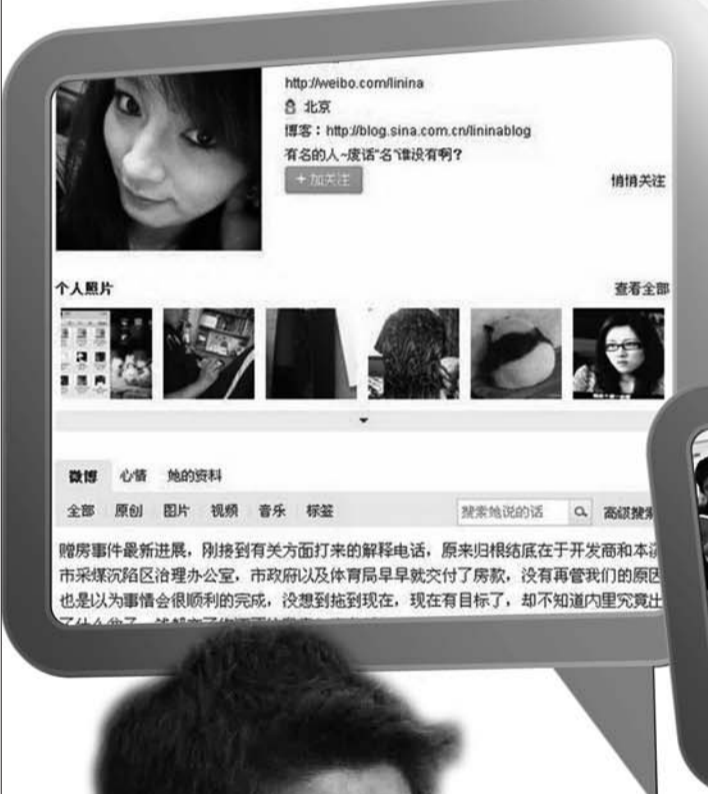 http://weibo.com/linina
北京
博客：http://blog.sina.com.cn/lininablog
有名的人~废话"名"谁没有啊？
+加关注
悄悄关注
个人照片
查看全部
微博 心情 她的资料
全部 原创 图片 视频 音乐 标签
搜索她说的话
高级搜索
赠房事件最新进展，刚接到有关方面打来的解释电话，原来归根结底在于开发商和本
市采煤沉陷区治理办公室，市政府以及体育局早早就交付了房款，没有再管我们的原因
也是以为事情会很顺利的完成，没想到拖到现在，现在有目标了，却不知道内里究竟出